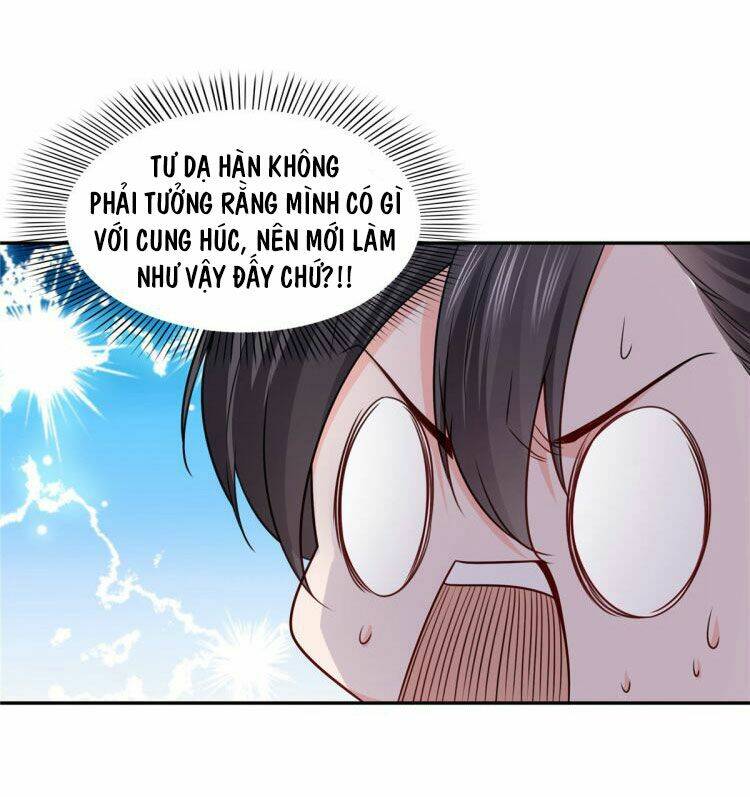 TƯ DẠ HÀN KHÔNG
PHẢI TƯỞNG RẰNG MÌNH CÓ GÌ
VỚI CUNG HÚC, NÊN MỚI LÀM
NHƯ VẬY ĐẤY CHỨ?!!